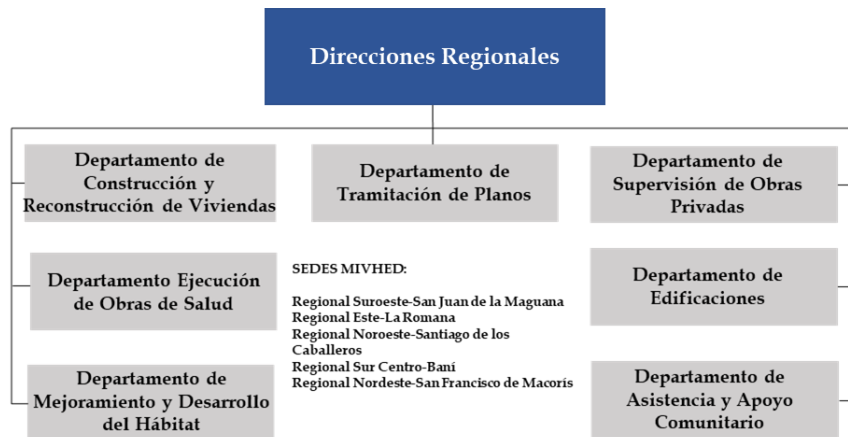 Direcciones Regionales
Departamento de
Construcción y
Reconstrucción de Viviendas
Departamento de
Tramitación de Planos
Departamento de
Supervisión de Obras
Privadas
Departamento Ejecución
de Obras de Salud
SEDES MIVHED:
Regional Suroeste-San Juan de la Maguana
Regional Este-La Romana
Regional Noroeste-Santiago de los
Caballeros
Regional Sur Centro-Baní
Regional Nordeste-San Francisco de Macorís
Departamento de
Edificaciones
Departamento de
Mejoramiento y Desarrollo
del Hábitat
Departamento de
Asistencia y Apoyo
Comunitario